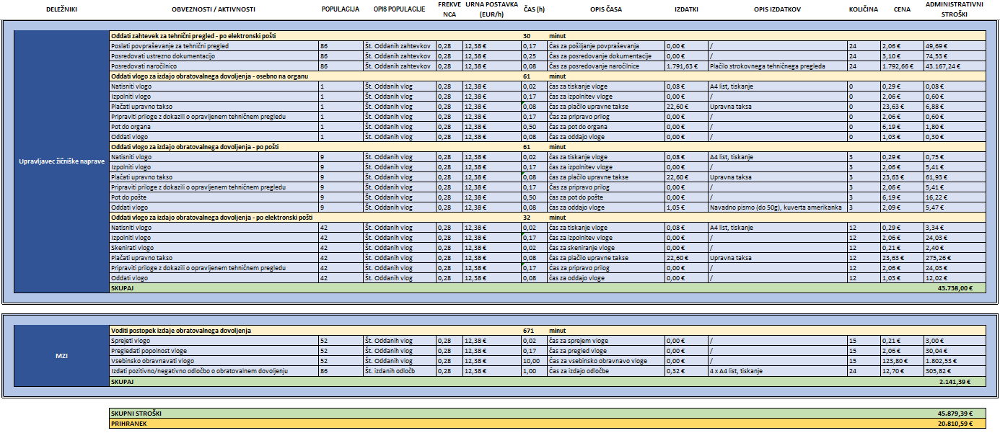 DELEŽNIKI OBVEZNOSTI / AKTIVNOSTI POPULACIJA OPIS POPULACIJE FREKVENCA URNA POSTAVKA (EUR/h) ČAS (h) OPIS ČASA IZDATKI OPIS IZDATKOV KOLIČINA CENA ADMINISTRATIVNI STROŠKI
Upravljavec žičniške naprave
Oddati zahtevek za tehnični pregled - po elektronski pošti 30 minut
Poslati povpraševanje za tehnični pregled 86 Št. Oddanih zahtevkov 0,28 12,38 € 0,17 Čas za pošiljanje povpraševanja 0,00 € / 24 2,06 € 49,69 €
Posredovati ustrezno dokumentacijo 86 Št. Oddanih zahtevkov 0,28 12,38 € 0,25 Čas za posredovanje dokumentacije 0,00 € / 24 3,10 € 74,53 €
Posredovati naročilnico 86 Št. Oddanih zahtevkov 0,28 12,38 € 0,08 Čas za posredovanje naročilnice 1.791,63 € Plačilo strokovnega tehničnega pregleda 24 1.792,66 € 43.167,24 €
Oddati vlogo za izdajo obratovalnega dovoljenja - osebno na organu 61 minut
Natisniti vlogo 1 Št. Oddanih vlog 0,28 12,38 € 0,02 čas za tiskanje vloge 0,08 € A4 list, tiskanje 0 0,29 € 0,08 €
Izpolniti vlogo 1 Št. Oddanih vlog 0,28 12,38 € 0,17 čas za izpolnitev vloge 0,00 € / 0 2,06 € 0,60 €
Plačati upravno takso 1 Št. Oddanih vlog 0,28 12,38 € 0,08 čas za plačilo upravne takse 22,60 € Upravna taksa 0 23,63 € 6,88 €
Pripraviti priloge z dokazili o opravljenem tehničnem pregledu 1 Št. Oddanih vlog 0,28 12,38 € 0,17 čas za pripravo prilog 0,00 € / 0 2,06 € 0,60 €
Pot do organa 1 Št. Oddanih vlog 0,28 12,38 € 0,50 čas za pot do organa 0,00 € / 0 6,19 € 1,80 €
Oddati vlogo 1 Št. Oddanih vlog 0,28 12,38 € 0,08 čas za oddajo vloge 0,00 € / 0 1,03 € 0,30 €
Oddati vlogo za izdajo obratovalnega dovoljenja - po pošti 61 minut
Natisniti vlogo 9 Št. Oddanih vlog 0,28 12,38 € 0,02 čas za tiskanje vloge 0,08 € A4 list, tiskanje 3 0,29 € 0,75 €
Izpolniti vlogo 9 Št. Oddanih vlog 0,28 12,38 € 0,17 čas za izpolnitev vloge 0,00 € / 3 2,06 € 5,41 €
Plačati upravno takso 9 Št. Oddanih vlog 0,28 12,38 € 0,08 čas za plačilo upravne takse 22,60 € Upravna taksa 3 23,63 € 61,93 €
Pripraviti priloge z dokazili o opravljenem tehničnem pregledu 9 Št. Oddanih vlog 0,28 12,38 € 0,17 čas za pripravo prilog 0,00 € / 3 2,06 € 5,41 €
Pot do pošte 9 Št. Oddanih vlog 0,28 12,38 € 0,50 čas za pot do pošte 0,00 € / 3 6,19 € 16,22 €
Oddati vlogo 9 Št. Oddanih vlog 0,28 12,38 € 0,08 čas za oddajo vloge 1,05 € Navadno pismo (do 50g), kuverta amerikanka 3 2,09 € 5,47 €
Oddati vlogo za izdajo obratovalnega dovoljenja - po elektronski pošti 32 minut
Natisniti vlogo 42 Št. Oddanih vlog 0,28 12,38 € 0,02 čas za tiskanje vloge 0,08 € A4 list, tiskanje 12 0,29 € 3,34 €
Izpolniti vlogo 42 Št. Oddanih vlog 0,28 12,38 € 0,17 čas za izpolnitev vloge 0,00 € / 12 2,06 € 24,03 €
Skenirati vlogo 42 Št. Oddanih vlog 0,28 12,38 € 0,02 čas za skeniranje vloge 0,00 € / 12 0,21 € 2,40 €
Plačati upravno takso 42 Št. Oddanih vlog 0,28 12,38 € 0,08 čas za plačilo upravne takse 22,60 € Upravna taksa 12 23,63 € 275,26 €
Pripraviti priloge z dokazili o opravljenem tehničnem pregledu 42 Št. Oddanih vlog 0,28 12,38 € 0,17 čas za pripravo prilog 0,00 € / 12 2,06 € 24,03 €
Oddati vlogo 42 Št. Oddanih vlog 0,28 12,38 € 0,08 čas za oddajo vloge 0,00 € / 12 1,03 € 12,02 €
SKUPAJ 43.738,00 €
MZI
Voditi postopek izdaje obratovalnega dovoljenja 671 minut
Sprejeti vlogo 52 Št. Oddanih vlog 0,28 12,38 € 0,02 čas za sprejem vloge 0,00 € / 15 0,21 € 3,00 €
Pregledati popolnost vloge 52 Št. Oddanih vlog 0,28 12,38 € 0,17 čas za pregled vloge 0,00 € / 15 2,06 € 30,04 €
Vsebinsko obravnavati vlogo 52 Št. Oddanih vlog 0,28 12,38 € 10,00 Čas za vsebinsko obravnavo vloge 0,00 € / 15 123,80 € 1.802,53 €
Izdati pozitivno/negativno odločbo o obratovalnem dovoljenju 86 Št. izdanih odločb 0,28 12,38 € 1,00 Čas za izdajo odločbe 0,32 € 4 x A4 list, tiskanje 24 12,70 € 305,82 €
SKUPAJ 2.141,39 €
SKUPNI STROŠKI 45.879,39 €
PRIHRANEK 20.810,59 €